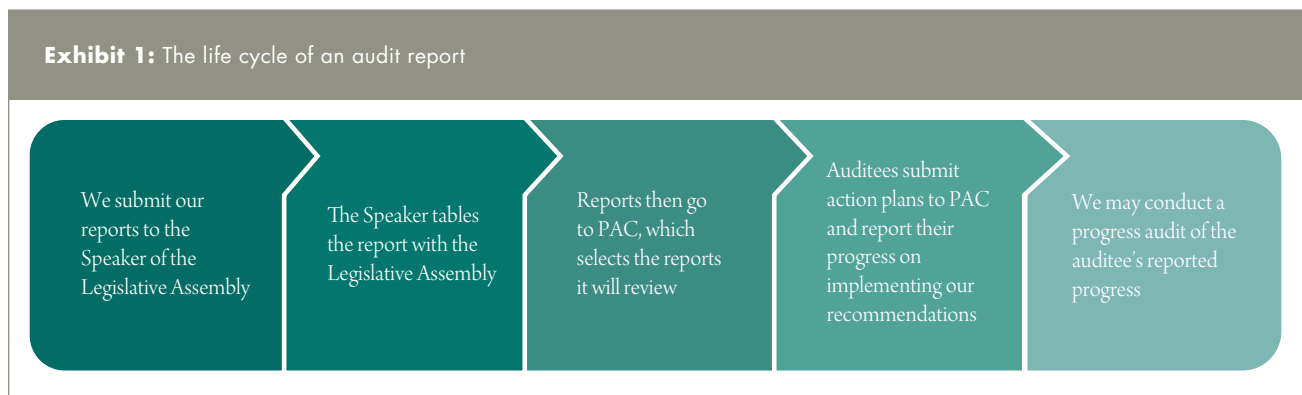 Exhibit 1: The life cycle of an audit report
We submit our
reports to the
Speaker of the
Legislative Assembly
The Speaker tables
the report with the
Legislative Assembly
Reports then go
to PAC, which
selects the reports
it will review
Auditees submit
action plans to PAC
and report their
progress on
implementing our
recommendations
We may conduct a
progress audit of the
auditee's reported
progress